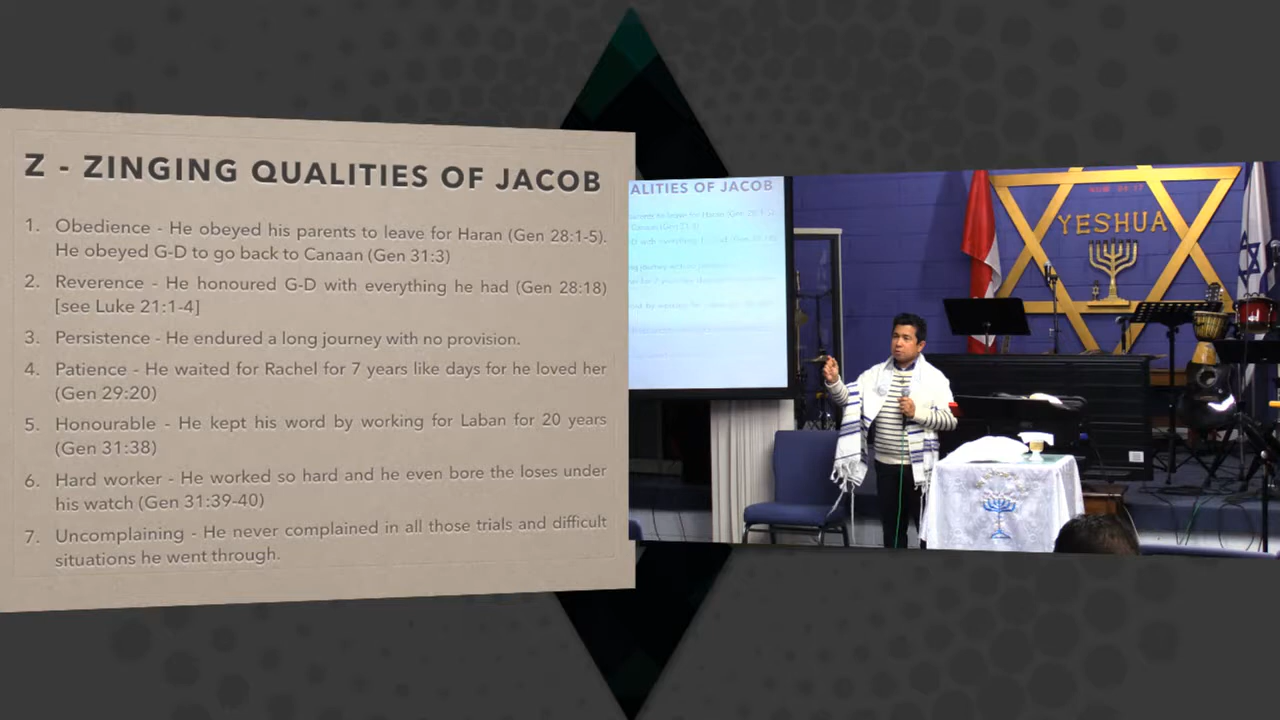 Z - ZINGING QUALITIES OF JACOB
1. Obedience - He obeyed his parents to leave for Haran (Gen 28:1-5).
He obeyed G-D to go back to Canaan (Gen 31:3)
2. Reverence - He honoured G-D with everything he had (Gen 28:18)
[see Luke 21:1-4]
3. Persistence - He endured a long journey with no provision.
4. Patience - He waited for Rachel for 7 years like days for he loved her
(Gen 29:20)
5. Honourable - He kept his word by working for Laban for 20 years
(Gen 31:38)
6. Hard worker - He worked so hard and he even bore the loses under
his watch (Gen 31:39-40)
7. Uncomplaining - He never complained in all those trials and difficult
situations he went through.
ALITIES OF JACOB
YESHUA